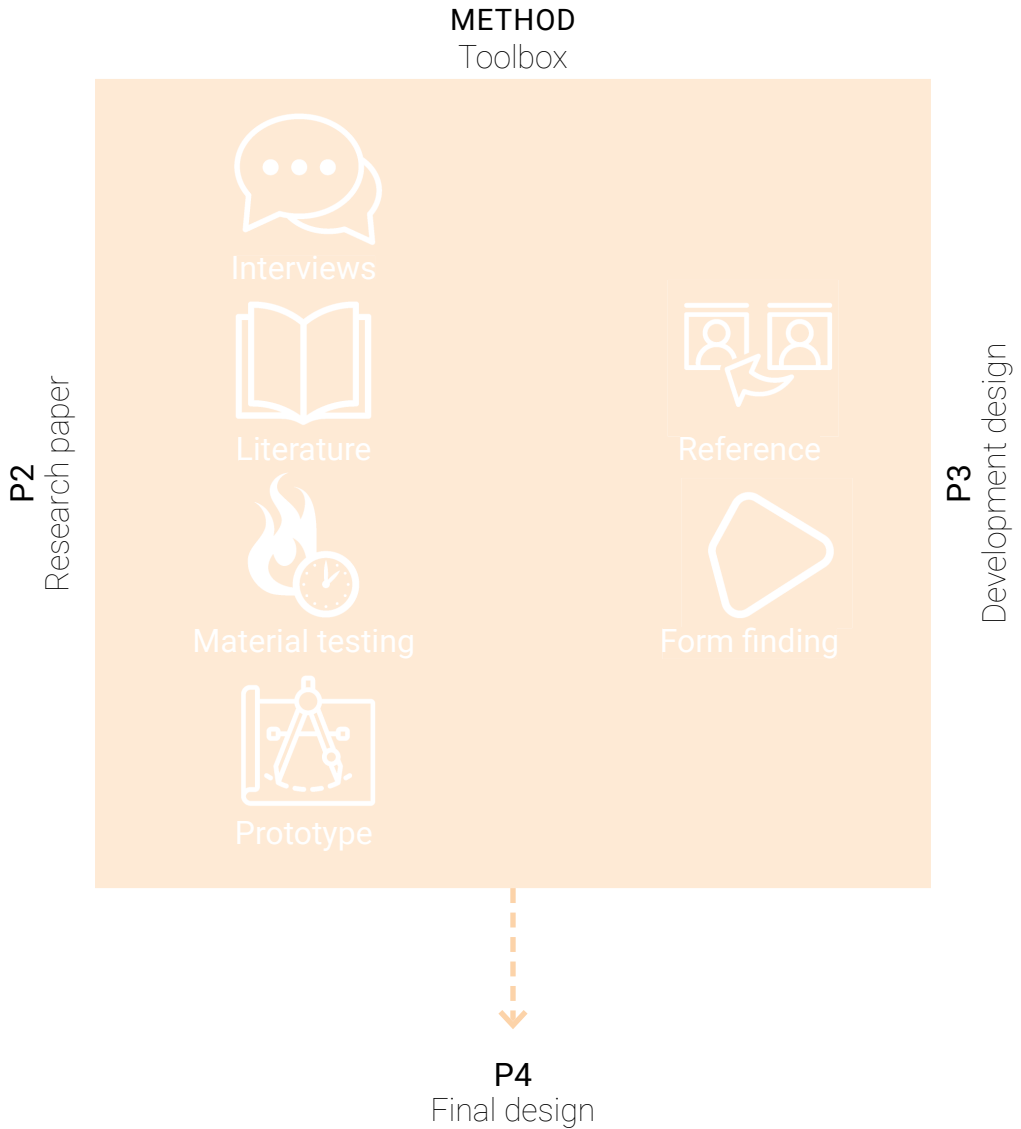 METHOD
Toolbox
P2
Research paper
Interviews
Literature
Material testing
Prototype
Reference
Form finding
P3
Development design
P4
Final design